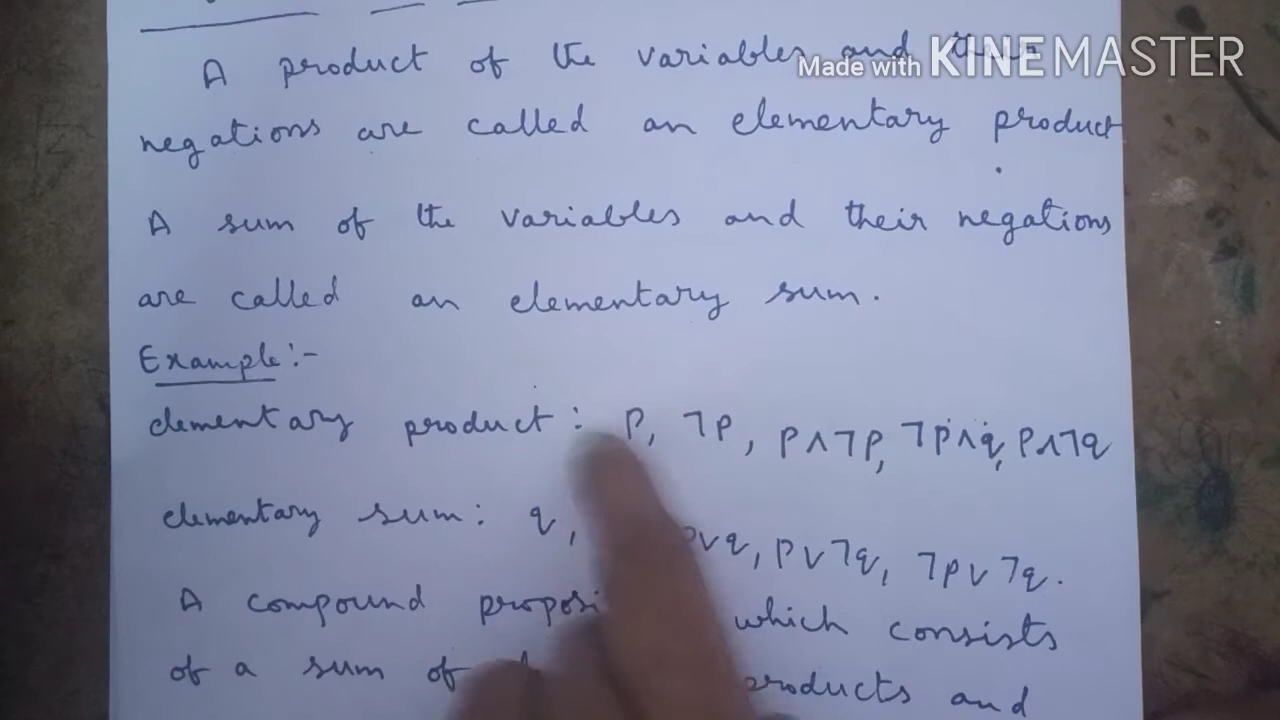 A product of the variables and their
Made with KINEMASTER
negations are called an elementary product.
A sum of the variables and their negations
are called an elementary sum.
Example:-
elementary product: P, ¬P, P∧¬P, ¬P∧q, P∧¬q
elementary sum: q, P∨q, P∨¬q, ¬P∨¬q.
A compound which consists
of a sum of products and